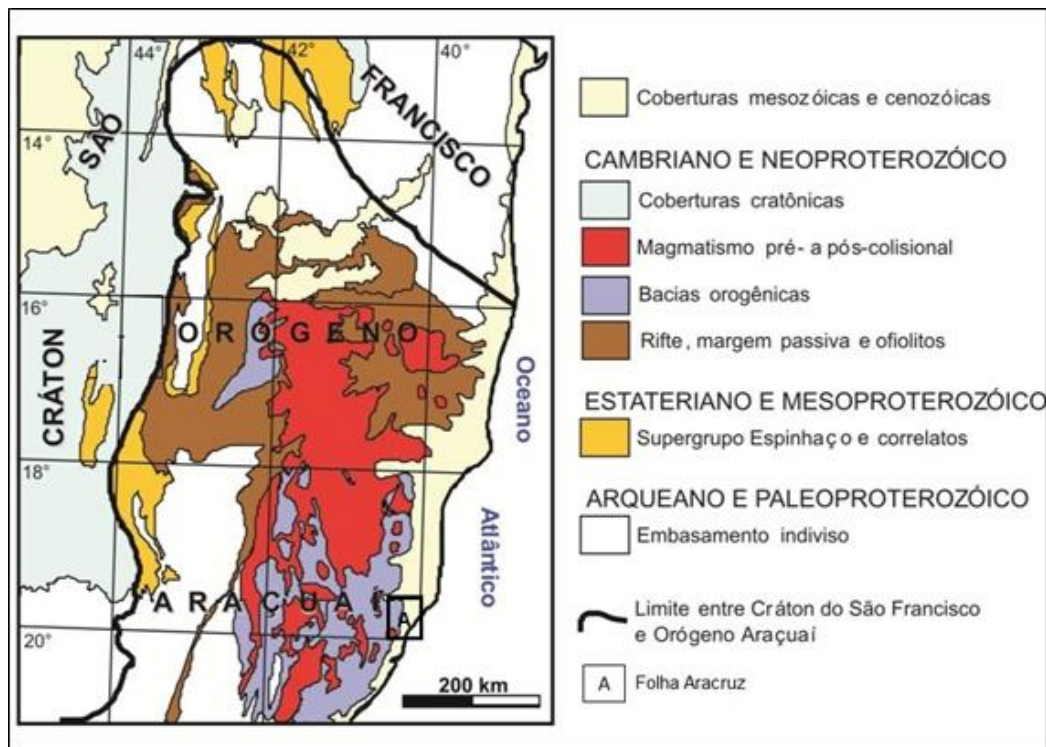 44°
42°
40°
14°
16°
18°
20°
SÃO
FRANCISCO
CRÁTON
ORÓGENO
ARAÇUAÍ
Oceano
Atlântico
A
200 km
Coberturas mesozóicas e cenozóicas
CAMBRIANO E NEOPROTEROZÓICO
Coberturas cratônicas
Magmatismo pré- a pós-colisional
Bacias orogênicas
Rifte, margem passiva e ofiolitos
ESTATERIANO E MESOPROTEROZÓICO
Supergrupo Espinhaço e correlatos
ARQUEANO E PALEOPROTEROZÓICO
Embasamento indiviso
Limite entre Cráton do São Francisco
e Orógeno Araçuaí
A
Folha Aracruz